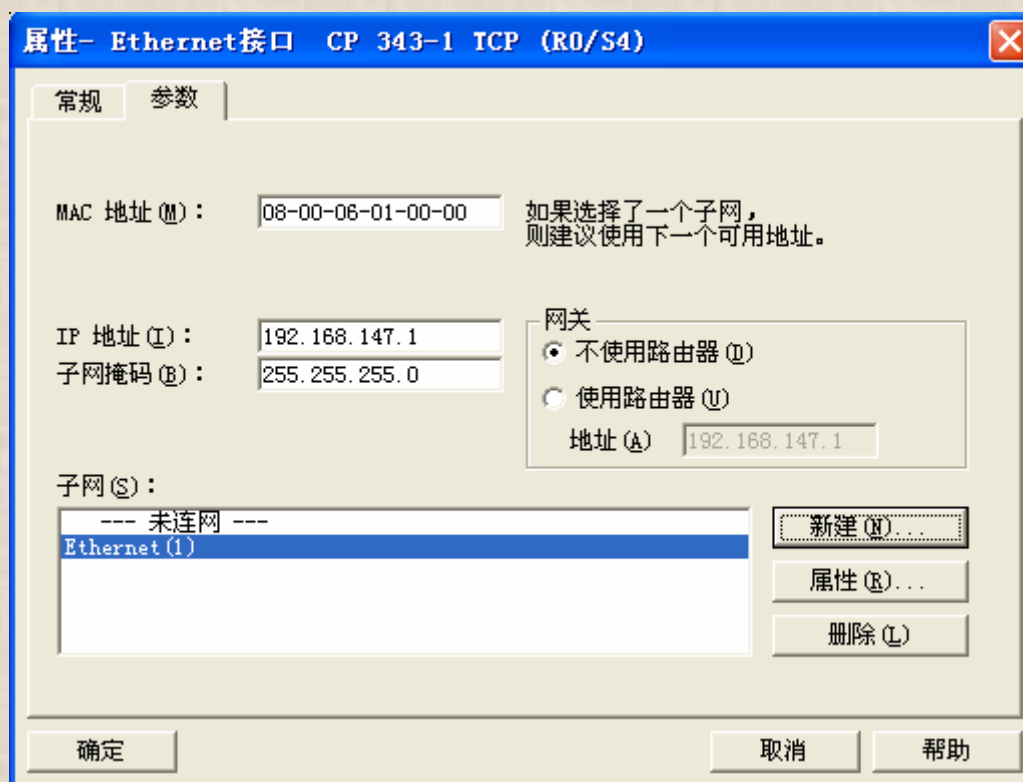 属性- Ethernet接口 CP 343-1 TCP (R0/S4)
常规 参数
MAC 地址(M): 08-00-06-01-00-00 如果选择了一个子网,
则建议使用下一个可用地址。
网关
IP 地址(I): 192.168.147.1
不使用路由器(D)
子网掩码(B): 255.255.255.0
使用路由器(U)
地址(A) 192.168.147.1
子网(S):
--- 未连网 ---
Ethernet(1)
新建(N)...
属性(R)...
删除(L)
确定 取消 帮助